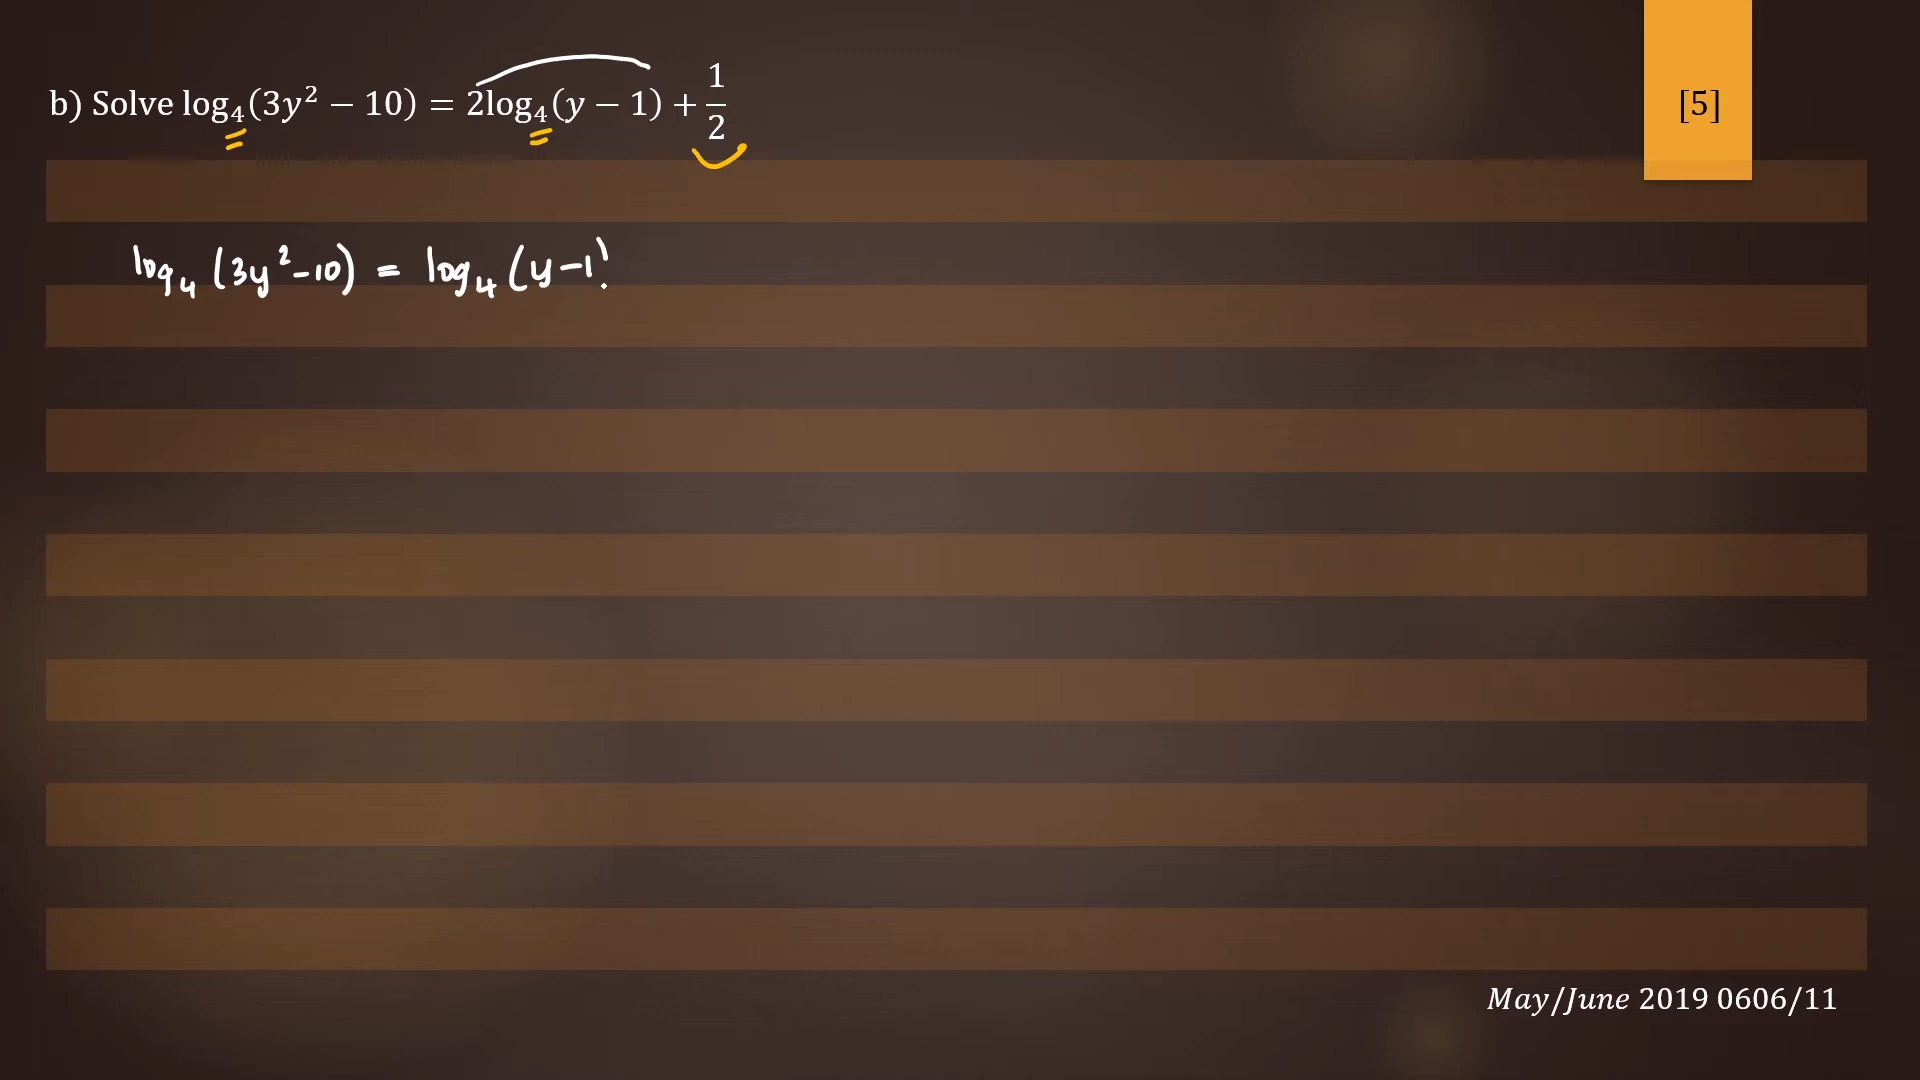 b) Solve log₄(3y² − 10) = 2log₄(y − 1) + 1/2
[5]
log₄ (3y² − 10) = log₄ (y − 1)
May/June 2019 0606/11